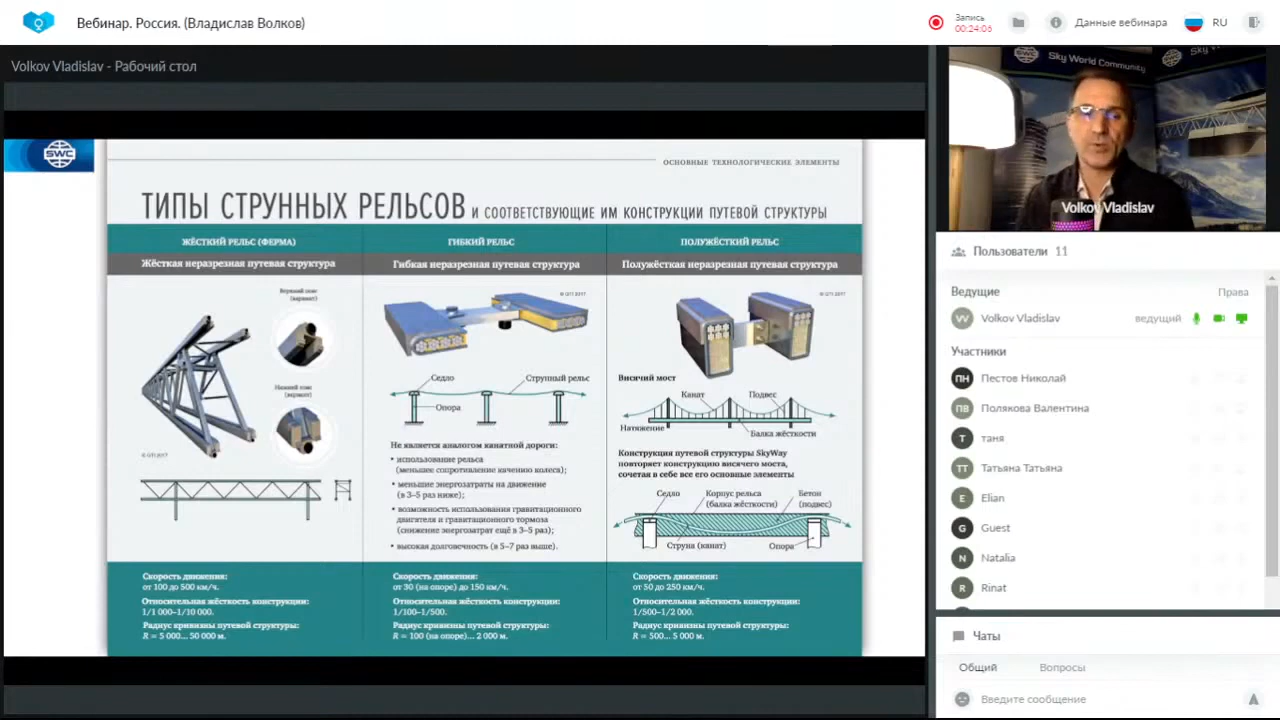 Вебинар. Россия. (Владислав Волков)
Запись
00:24:05
Данные вебинара
RU
Volkov Vladislav - Рабочий стол
SWC
ОСНОВНЫЕ ТЕХНОЛОГИЧЕСКИЕ ЭЛЕМЕНТЫ
ТИПЫ СТРУННЫХ РЕЛЬСОВ И СООТВЕТСТВУЮЩИЕ ИМ КОНСТРУКЦИИ ПУТЕВОЙ СТРУКТУРЫ
ЖЁСТКИЙ РЕЛЬС (ФЕРМА)
Жёсткая неразрезная путевая структура
Верхний пояс
(вариант)
Нижний пояс
(вариант)
Скорость движения:
от 100 до 500 км/ч.
Относительная жёсткость конструкции:
1/1 000–1/10 000.
Радиус кривизны путевой структуры:
R = 5 000... 50 000 м.
ГИБКИЙ РЕЛЬС
Гибкая неразрезная путевая структура
Седло
Струнный рельс
Опора
Не является аналогом канатной дороги:
• использование рельса
(меньшее сопротивление качению колеса);
• меньшие энергозатраты на движение
(в 3–5 раз ниже);
• возможность использования гравитационного
двигателя и гравитационного тормоза
(снижение энергозатрат ещё в 3–5 раз);
• высокая долговечность (в 5–7 раз выше).
Скорость движения:
от 30 (на опоре) до 150 км/ч.
Относительная жёсткость конструкции:
1/100–1/500.
Радиус кривизны путевой структуры:
R = 100 (на опоре)... 2 000 м.
ПОЛУЖЁСТКИЙ РЕЛЬС
Полужёсткая неразрезная путевая структура
Висячий мост
Канат
Подвес
Натяжение
Балка жёсткости
Конструкция путевой структуры SkyWay
повторяет конструкцию висячего моста,
сочетая в себе все его основные элементы
Седло
Корпус рельса
(балка жёсткости)
Бетон
(подвес)
Струна (канат)
Опора
Скорость движения:
от 50 до 250 км/ч.
Относительная жёсткость конструкции:
1/500–1/2 000.
Радиус кривизны путевой структуры:
R = 500... 5 000 м.
Sky World Community
Sky W
Volkov Vladislav
Пользователи 11
Ведущие
Права
VV
Volkov Vladislav
ведущий
Участники
ПН
Пестов Николай
ПВ
Полякова Валентина
Т
таня
ТТ
Татьяна Татьяна
E
Elian
G
Guest
N
Natalia
R
Rinat
Чаты
Общий
Вопросы
Введите сообщение